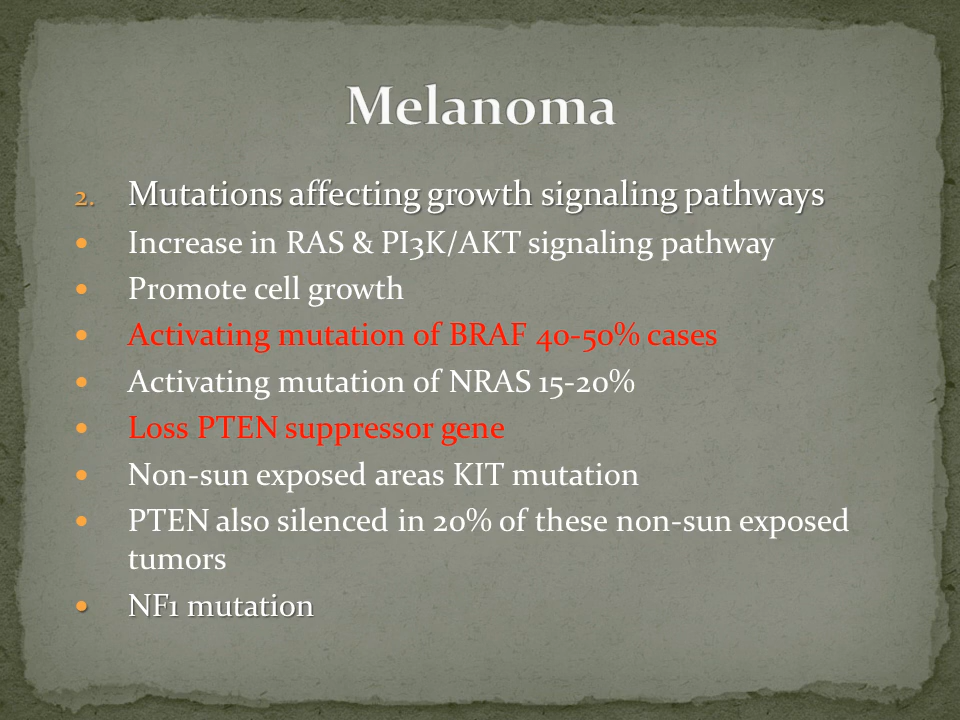 Melanoma
2. Mutations affecting growth signaling pathways
• Increase in RAS & PI3K/AKT signaling pathway
• Promote cell growth
• Activating mutation of BRAF 40-50% cases
• Activating mutation of NRAS 15-20%
• Loss PTEN suppressor gene
• Non-sun exposed areas KIT mutation
• PTEN also silenced in 20% of these non-sun exposed
tumors
• NF1 mutation